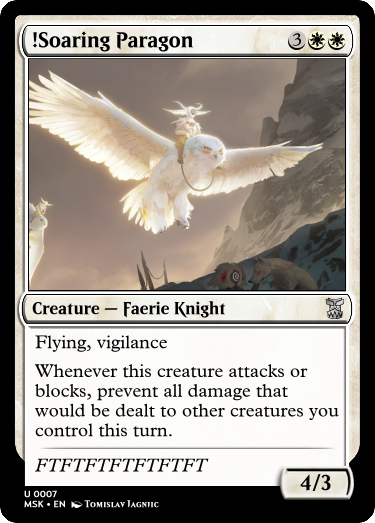 !Soaring Paragon 3
Creature — Faerie Knight
Flying, vigilance
Whenever this creature attacks or
blocks, prevent all damage that
would be dealt to other creatures you
control this turn.
FTFTFTFTFTFTFT
4/3
U 0007
MSK • EN Tomislav Jagnjic